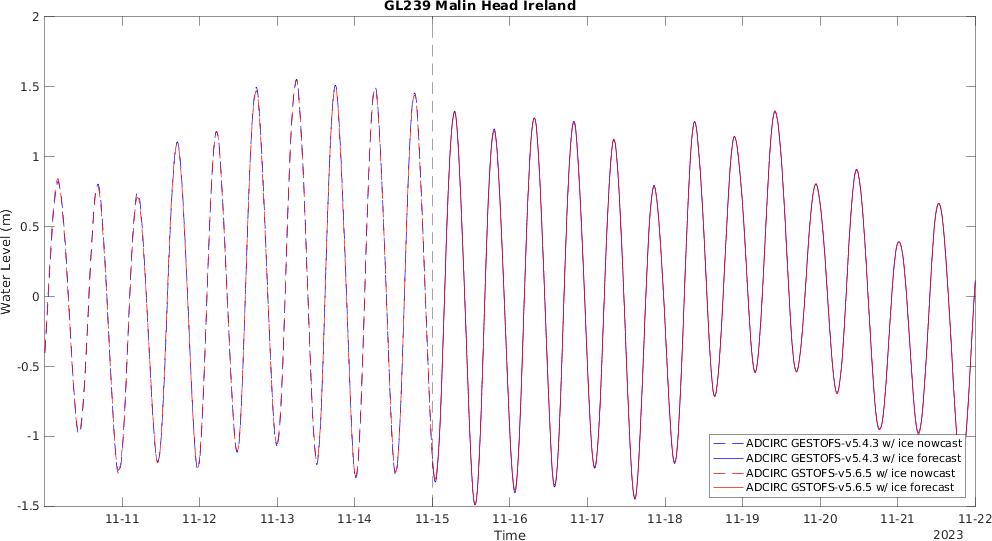 GL239 Malin Head Ireland
2
1.5
1
0.5
0
-0.5
-1
-1.5
Water Level (m)
ADCIRC GESTOFS-v5.4.3 w/ ice nowcast
ADCIRC GESTOFS-v5.4.3 w/ ice forecast
ADCIRC GSTOFS-v5.6.5 w/ ice nowcast
ADCIRC GSTOFS-v5.6.5 w/ ice forecast
11-11 11-12 11-13 11-14 11-15 11-16 11-17 11-18 11-19 11-20 11-21 11-22
Time
2023